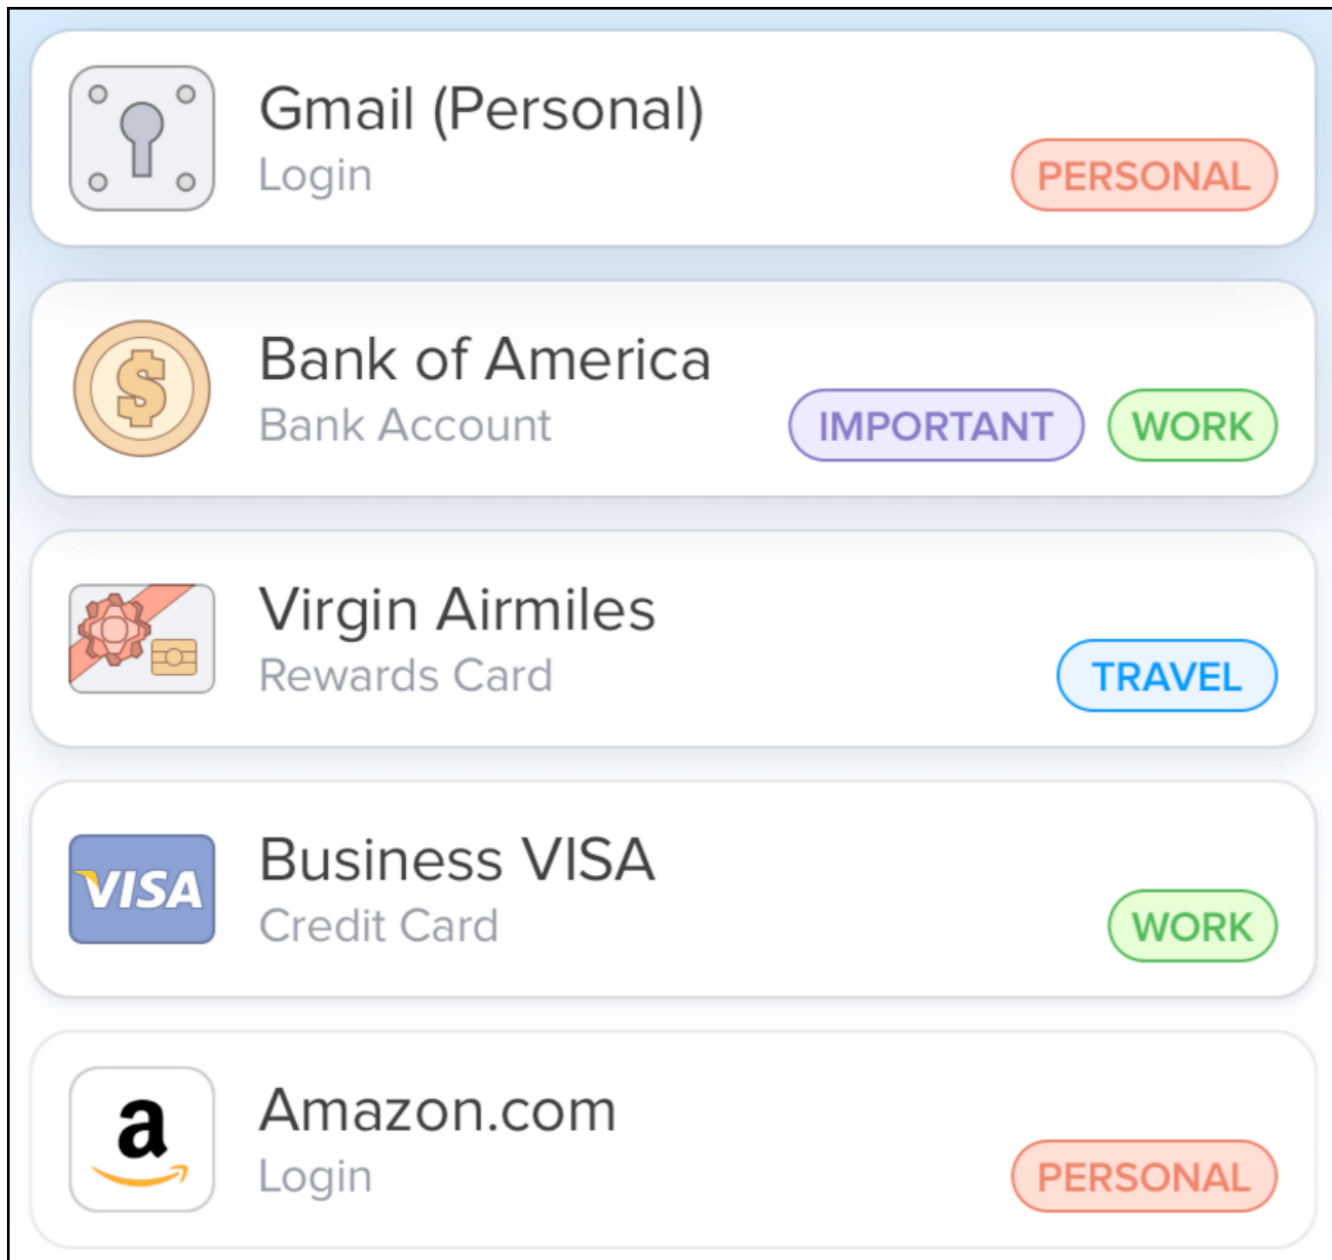 Gmail (Personal)
Login
PERSONAL
$
Bank of America
Bank Account
IMPORTANT
WORK
Virgin Airmiles
Rewards Card
TRAVEL
VISA
Business VISA
Credit Card
WORK
a
Amazon.com
Login
PERSONAL